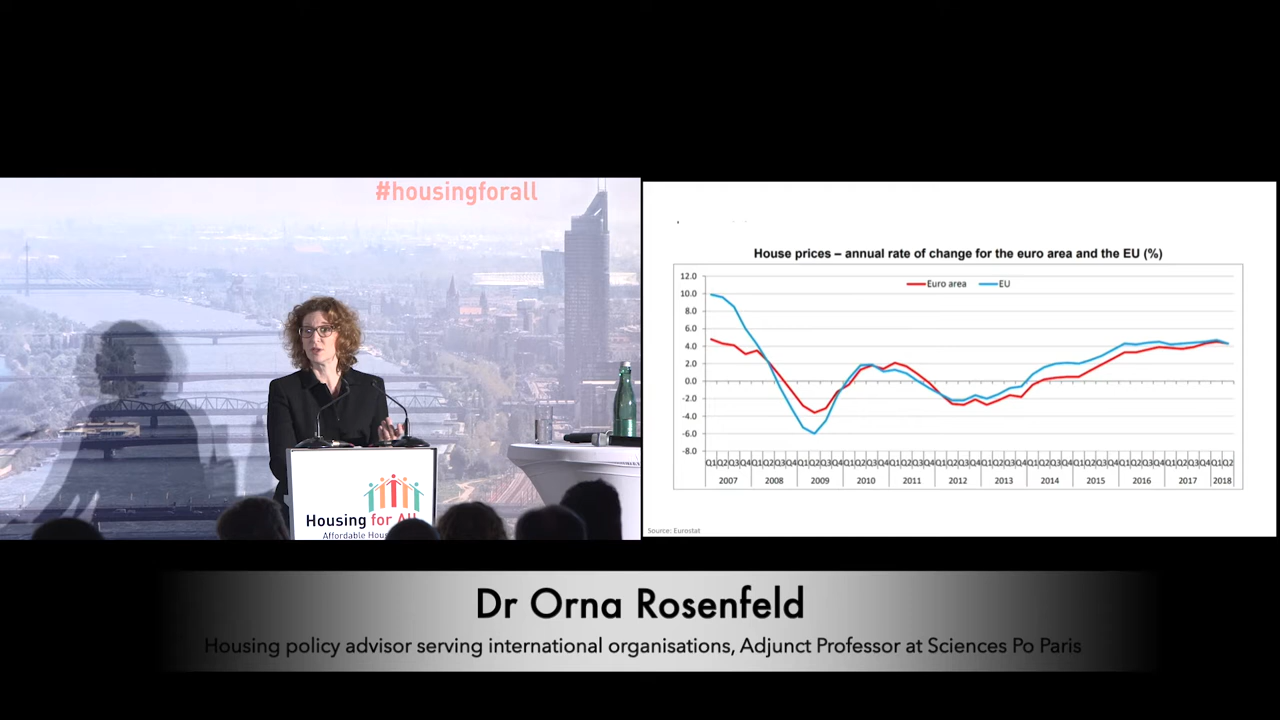 #housingforall
Housing for All
House prices – annual rate of change for the euro area and the EU (%)
Euro area
EU
12.0
10.0
8.0
6.0
4.0
2.0
0.0
-2.0
-4.0
-6.0
-8.0
Q1Q2Q3Q4Q1Q2Q3Q4Q1Q2Q3Q4Q1Q2Q3Q4Q1Q2Q3Q4Q1Q2Q3Q4Q1Q2Q3Q4Q1Q2Q3Q4Q1Q2Q3Q4Q1Q2Q3Q4Q1Q2Q3Q4Q1Q2
2007 2008 2009 2010 2011 2012 2013 2014 2015 2016 2017 2018
Source: Eurostat
Dr Orna Rosenfeld
Housing policy advisor serving international organisations, Adjunct Professor at Sciences Po Paris